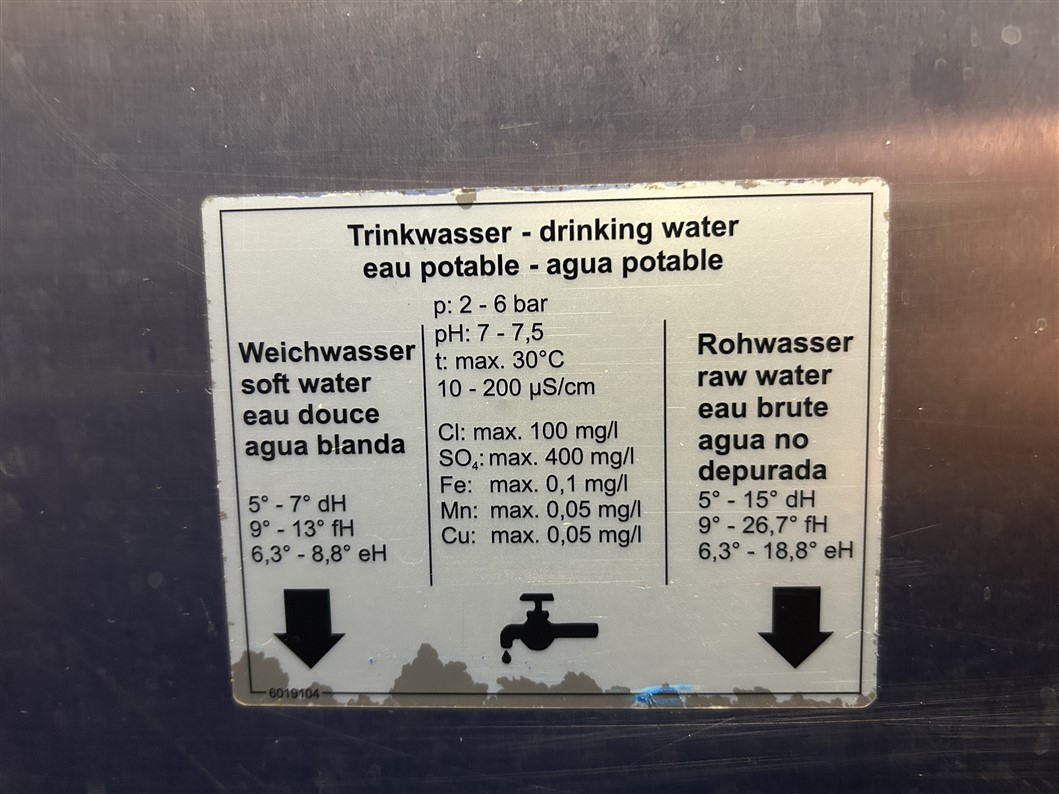 Trinkwasser - drinking water
eau potable - agua potable
p: 2 - 6 bar
pH: 7 - 7,5
t: max. 30°C
10 - 200 µS/cm
Cl: max. 100 mg/l
SO₄: max. 400 mg/l
Fe: max. 0,1 mg/l
Mn: max. 0,05 mg/l
Cu: max. 0,05 mg/l
Weichwasser
soft water
eau douce
agua blanda
5° - 7° dH
9° - 13° fH
6,3° - 8,8° eH
Rohwasser
raw water
eau brute
agua no
depurada
5° - 15° dH
9° - 26,7° fH
6,3° - 18,8° eH
6019104